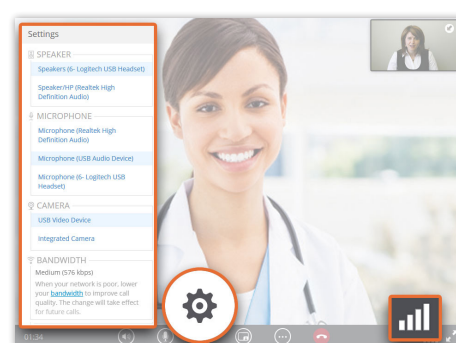 Settings
SPEAKER
Speakers (6- Logitech USB Headset)
Speaker/HP (Realtek High
Definition Audio)
MICROPHONE
Microphone (Realtek High
Definition Audio)
Microphone (USB Audio Device)
Microphone (6- Logitech USB
Headset)
CAMERA
USB Video Device
Integrated Camera
BANDWIDTH
Medium (576 kbps)
When your network is poor, lower
your bandwidth to improve call
quality. The change will take effect
for future calls.
01:34